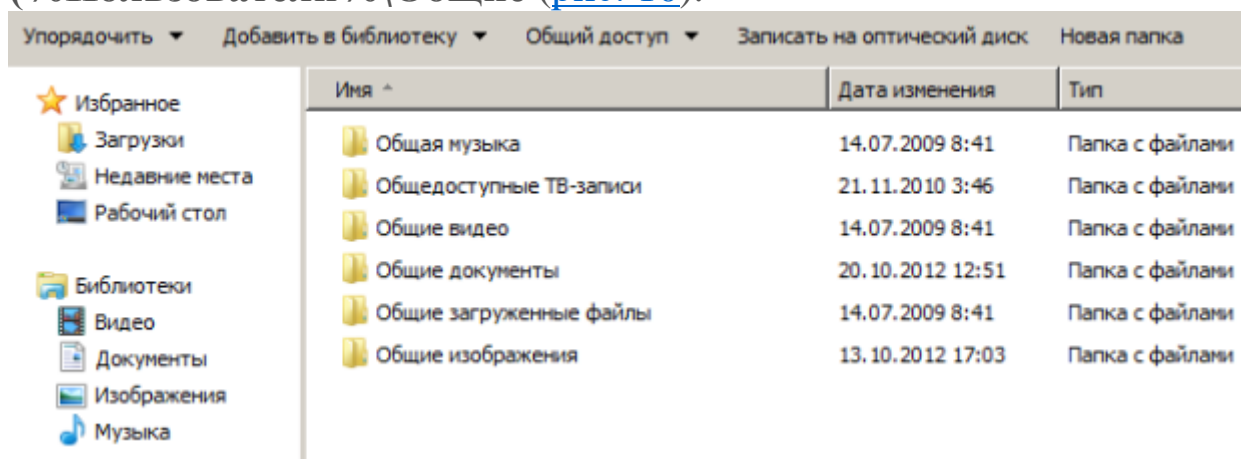 (%Пользователи%\Общие (рис. 10).
Упорядочить Добавить в библиотеку Общий доступ Записать на оптический диск Новая папка
Избранное
Загрузки
Недавние места
Рабочий стол
Библиотеки
Видео
Документы
Изображения
Музыка
Имя Дата изменения Тип
Общая музыка 14.07.2009 8:41 Папка с файлами
Общедоступные ТВ-записи 21.11.2010 3:46 Папка с файлами
Общие видео 14.07.2009 8:41 Папка с файлами
Общие документы 20.10.2012 12:51 Папка с файлами
Общие загруженные файлы 14.07.2009 8:41 Папка с файлами
Общие изображения 13.10.2012 17:03 Папка с файлами